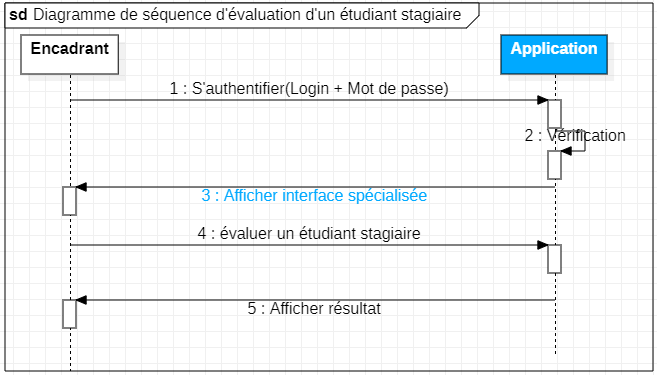 sd Diagramme de séquence d'évaluation d'un étudiant stagiaire
Encadrant
Application
1 : S'authentifier(Login + Mot de passe)
2 : Vérification
3 : Afficher interface spécialisée
4 : évaluer un étudiant stagiaire
5 : Afficher résultat